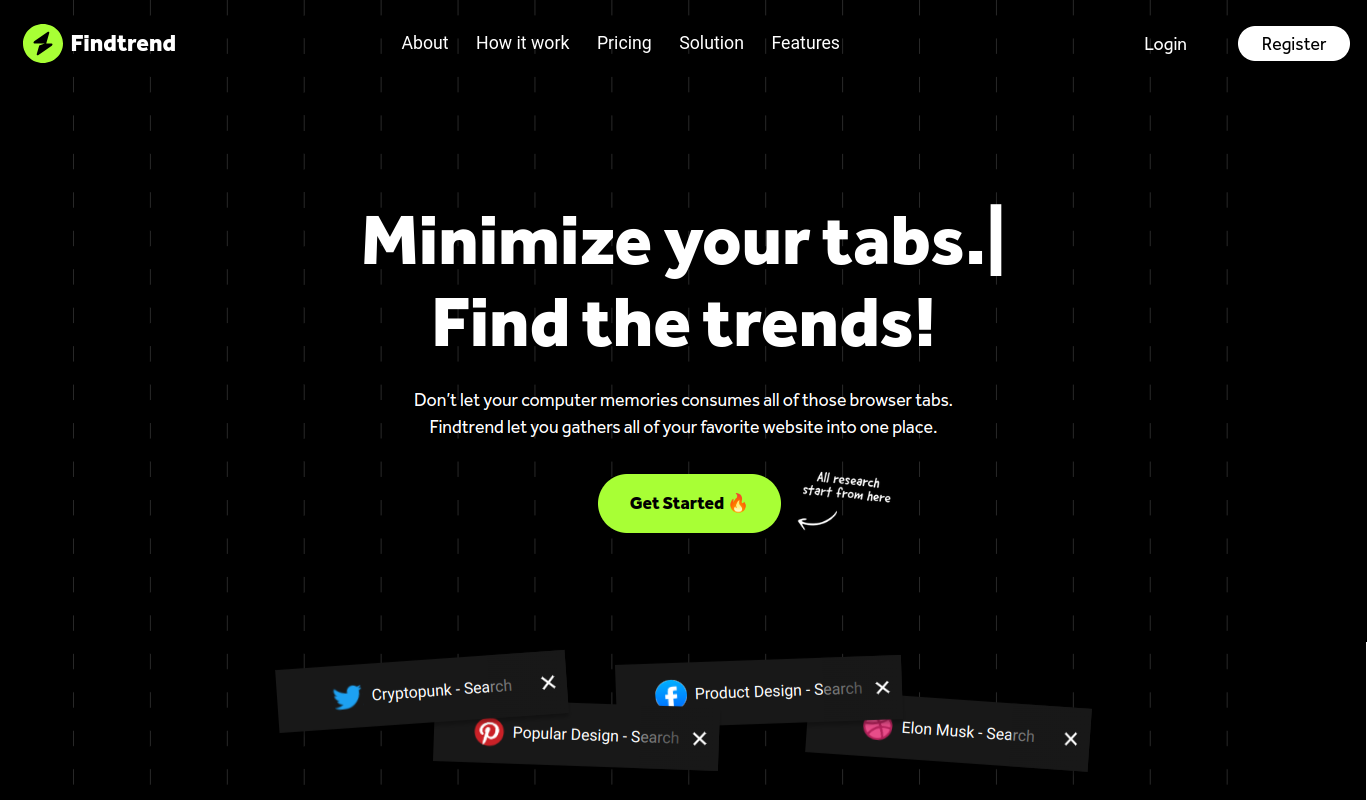 Findtrend
About How it work Pricing Solution Features
Login Register
Minimize your tabs.|
Find the trends!
Don't let your computer memories consumes all of those browser tabs.
Findtrend let you gathers all of your favorite website into one place.
Get Started 🔥
All research
start from here
Cryptopunk - Search
Product Design - Search
Popular Design - Search
Elon Musk - Search